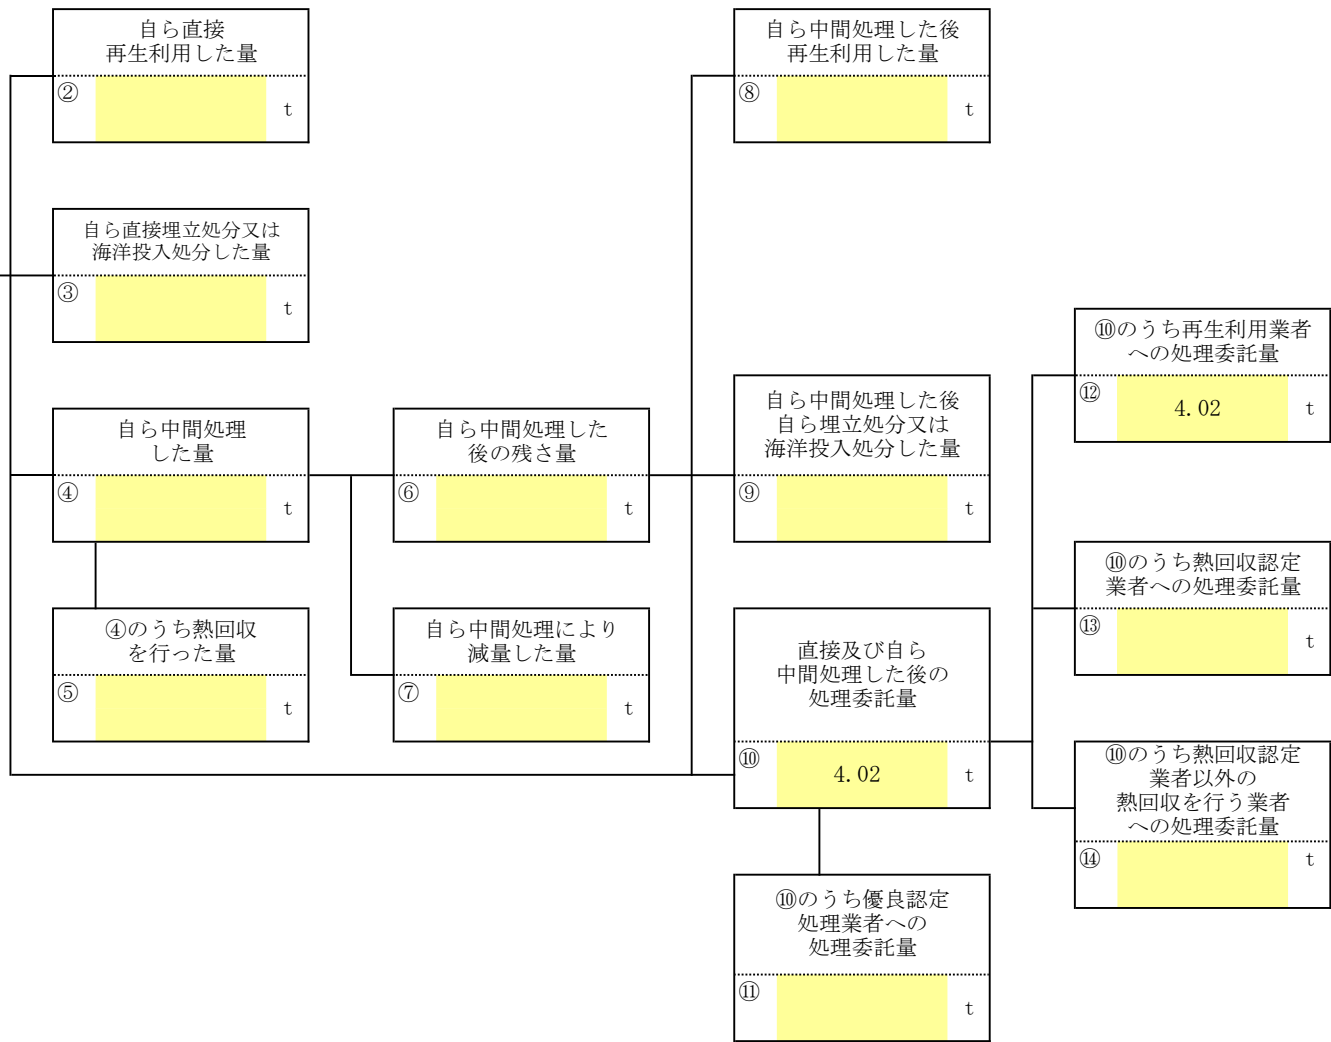 自ら直接
再生利用した量
②
t
自ら中間処理した後
再生利用した量
⑧
t
自ら直接埋立処分又は
海洋投入処分した量
③
t
⑩のうち再生利用業者
への処理委託量
⑫
4.02
t
自ら中間処理
した量
④
t
自ら中間処理した
後の残さ量
⑥
t
自ら中間処理した後
自ら埋立処分又は
海洋投入処分した量
⑨
t
⑩のうち熱回収認定
業者への処理委託量
⑬
t
④のうち熱回収
を行った量
⑤
t
自ら中間処理により
減量した量
⑦
t
直接及び自ら
中間処理した後の
処理委託量
⑩
4.02
t
⑩のうち熱回収認定
業者以外の
熱回収を行う業者
への処理委託量
⑭
t
⑩のうち優良認定
処理業者への
処理委託量
⑪
t